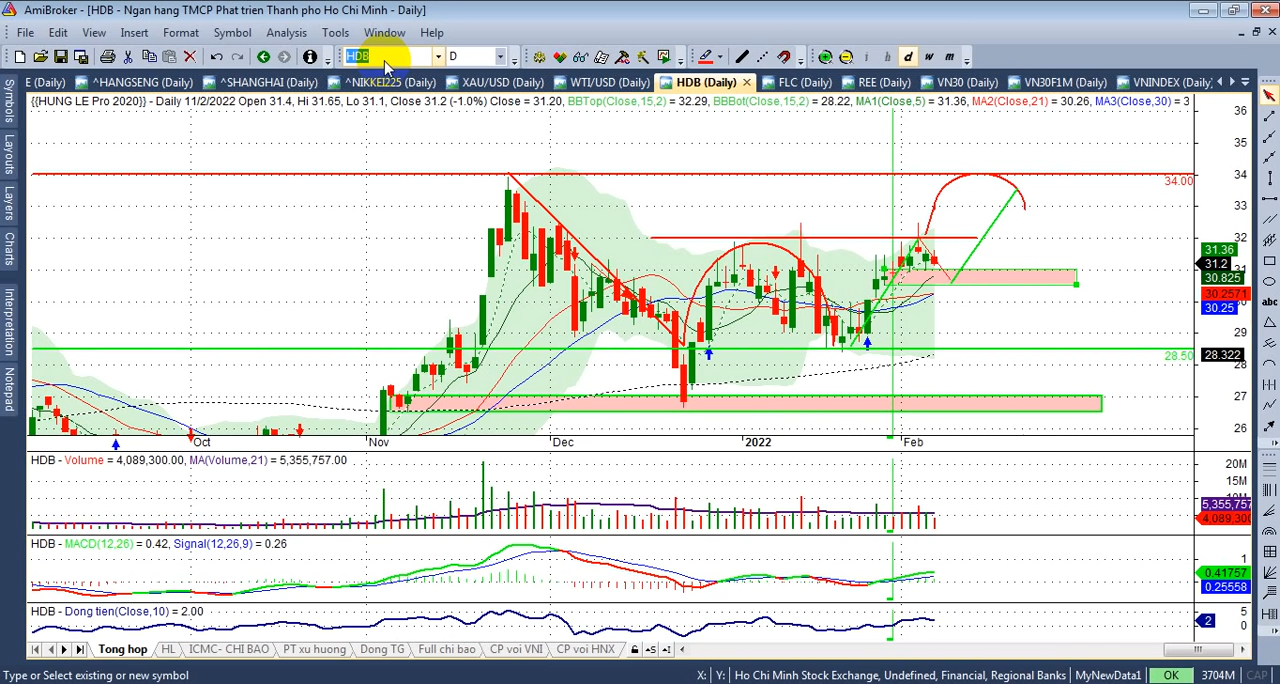 AmiBroker - [HDB - Ngan hang TMCP Phat trien Thanh pho Ho Chi Minh - Daily]
File Edit View Insert Format Symbol Analysis Tools Window Help
HDB D i h d w m
E (Daily) ^HANGSENG (Daily) ^SHANGHAI (Daily) ^NIKKEI225 (Daily) XAU/USD (Daily) WTI/USD (Daily) HDB (Daily) FLC (Daily) REE (Daily) VN30 (Daily) VN30F1M (Daily) VNINDEX (Daily)
{{HUNG LE Pro 2020}} - Daily 11/2/2022 Open 31.4, Hi 31.65, Lo 31.1, Close 31.2 (-1.0%) Close = 31.20, BBTop(Close,15,2) = 32.29, BBBot(Close,15,2) = 28.22, MA1(Close,5) = 31.36, MA2(Close,21) = 30.26, MA3(Close,30) = 3
Symbols
Layouts
Layers
Charts
Interpretation
Notepad
36
35
34
34.00
33
32
31.36
31.2
31
30.825
30.2571
30.25
29
28.50
28.322
28
27
26
Oct Nov Dec 2022 Feb
HDB - Volume = 4,089,300.00, MA(Volume,21) = 5,355,757.00
20M
15M
5,355,757
4,089,300
HDB - MACD(12,26) = 0.42, Signal(12,26,9) = 0.26
1
0.41757
0.25558
HDB - Dong tien(Close,10) = 2.00
5
2
0
Tong hop HL ICMC- CHI BAO PT xu huong Dong TG Full chi bao CP voi VNI CP voi HNX
Type or Select existing or new symbol X: Y: Ho Chi Minh Stock Exchange, Undefined, Financial, Regional Banks MyNewData1 OK 3704M CAP